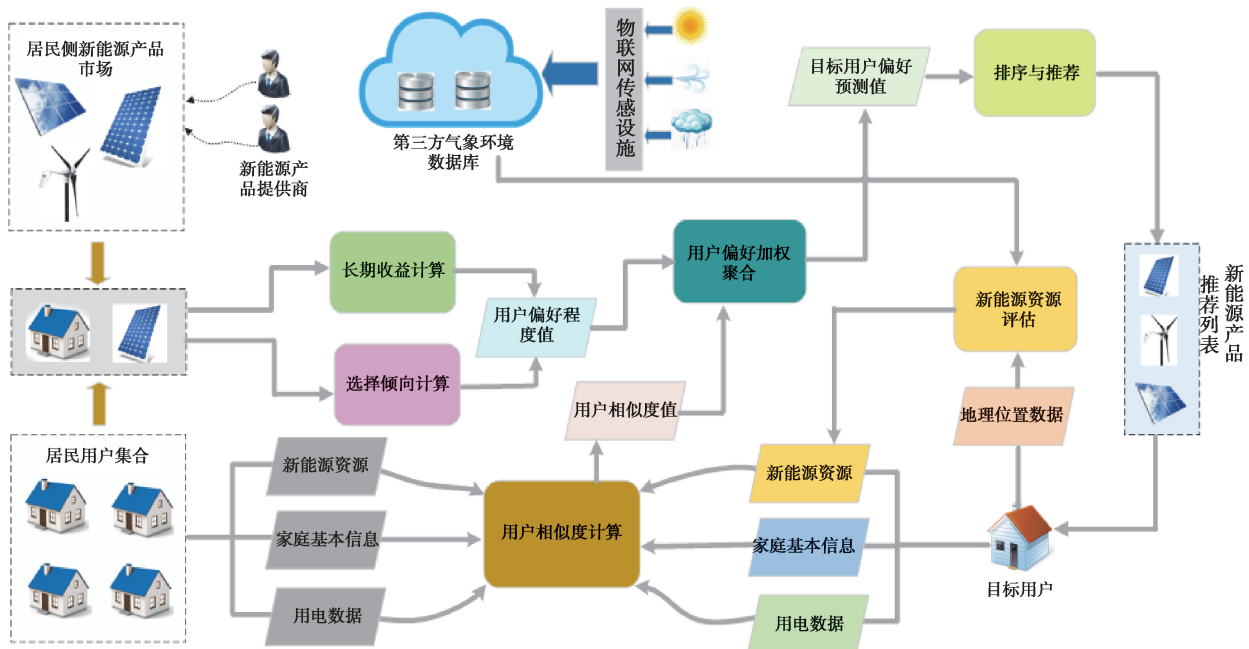 居民侧新能源产品
市场
新能源产
品提供商
第三方气象环境
数据库
物联网传感设施
目标用户偏好
预测值
排序与推荐
长期收益计算
用户偏好程
度值
选择倾向计算
用户偏好加权
聚合
新能源资源
评估
新能源产品
推荐列表
用户相似度值
地理位置数据
居民用户集合
新能源资源
家庭基本信息
用电数据
用户相似度计算
新能源资源
家庭基本信息
用电数据
目标用户